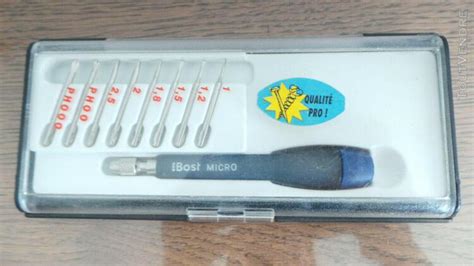 PH000
PH00
2,5
2
1,8
1,5
1,2
1
QUALITÉ
PRO !
Bost MICRO